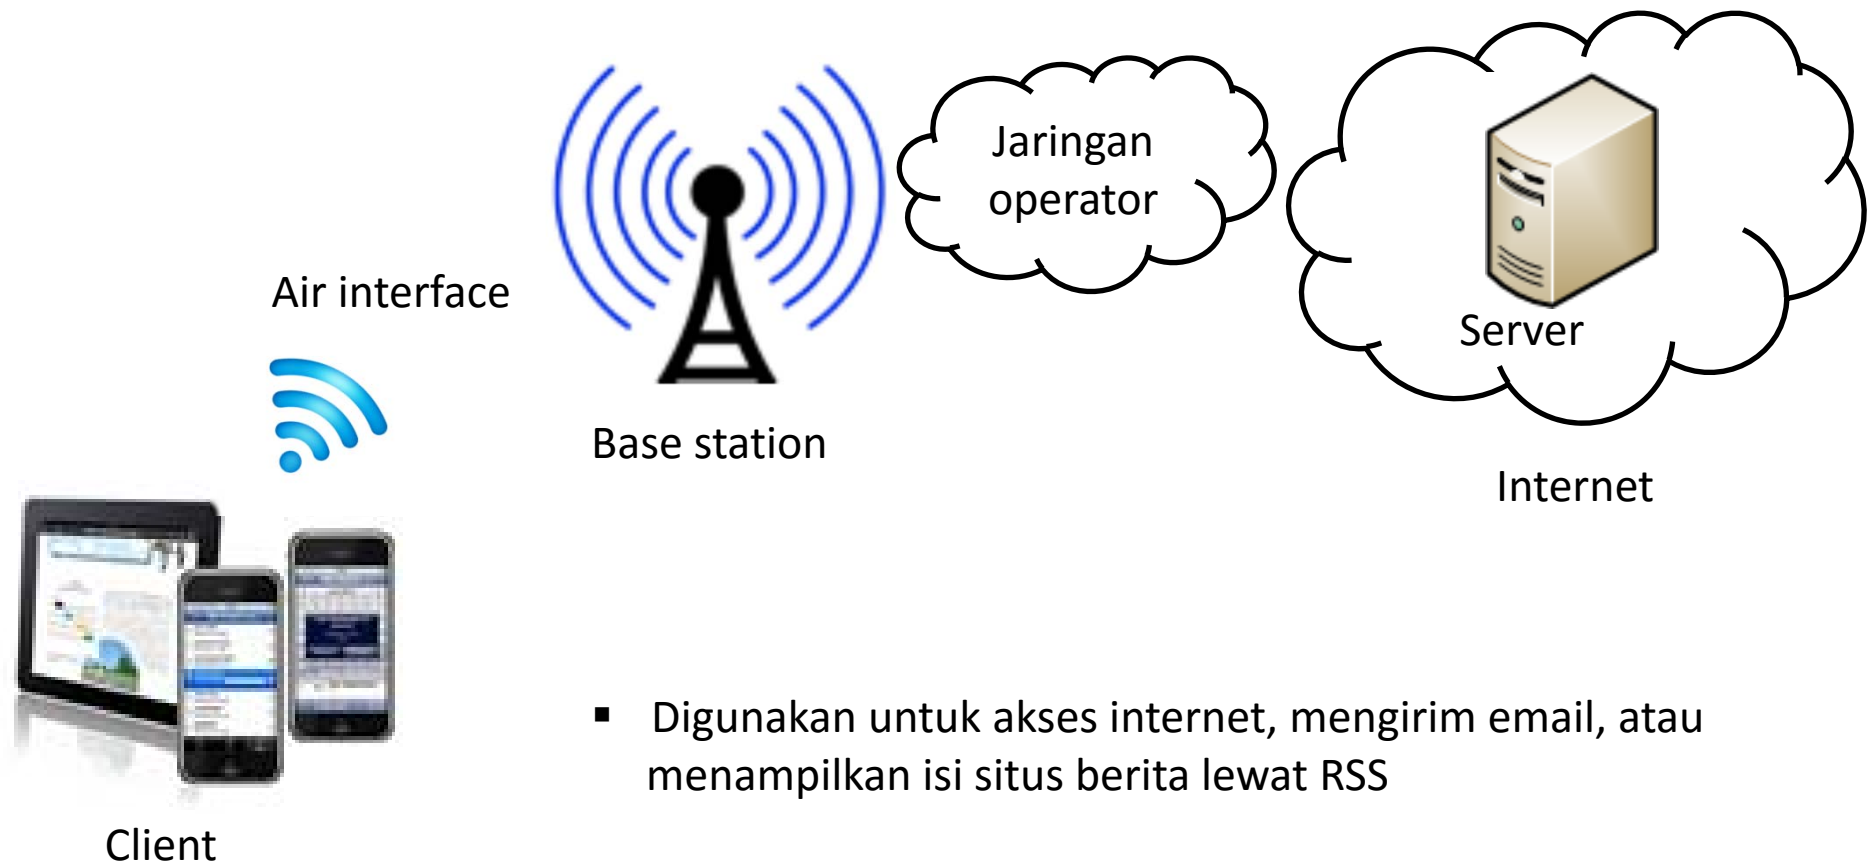 Jaringan
operator
Air interface
Server
Base station
Internet
▪ Digunakan untuk akses internet, mengirim email, atau
menampilkan isi situs berita lewat RSS
Client